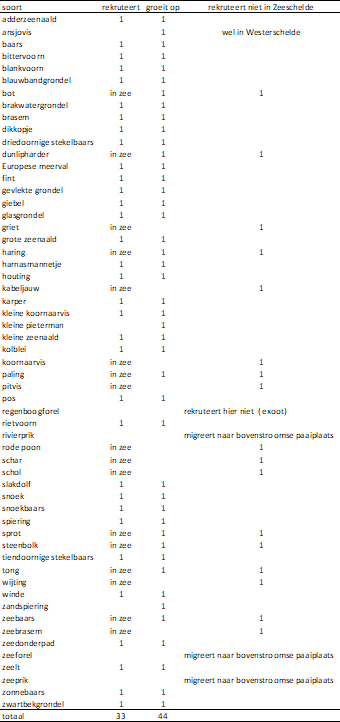 soort rekruteert groeit op rekruteert niet in Zeeschelde
adderzeenaald 1 1
ansjovis 1 wel in Westerschelde
baars 1 1
bittervoorn 1 1
blankvoorn 1 1
blauwbandgrondel 1 1
bot in zee 1 1
brakwatergrondel 1 1
brasem 1 1
dikkopje 1 1
driedoornige stekelbaars 1 1
dunlipharder in zee 1 1
Europese meerval 1 1
fint 1 1
gevlekte grondel 1 1
giebel 1 1
glasgrondel 1 1
griet in zee 1
grote zeenaald 1 1
haring in zee 1 1
harnasmannetje 1 1
houting 1 1
kabeljauw in zee 1
karper 1 1
kleine koornaarvis 1 1
kleine pieterman 1
kleine zeenaald 1 1
kolblei 1 1
koornaarvis in zee 1
paling in zee 1 1
pitvis in zee 1
pos 1 1
regenboogforel rekruteert hier niet (exoot)
rietvoorn 1 1
rivierprik migreert naar bovenstroomse paaiplaats
rode poon in zee 1
schar in zee 1
schol in zee 1
slakdolf 1 1
snoek 1 1
snoekbaars 1 1
spiering 1 1
sprot in zee 1 1
steenbolk in zee 1 1
tiendoornige stekelbaars 1 1
tong in zee 1 1
wijting in zee 1
winde 1 1
zandspiering 1
zeebaars in zee 1 1
zeebrasem in zee 1
zeedonderpad 1 1
zeeforel migreert naar bovenstroomse paaiplaats
zeelt 1 1
zeeprik migreert naar bovenstroomse paaiplaats
zonnebaars 1 1
zwartbekgrondel 1 1
totaal 33 44